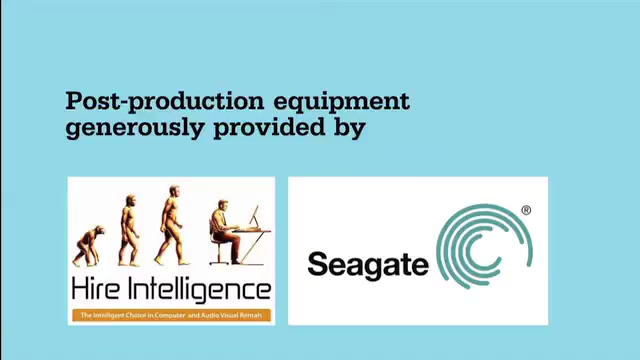 Post-production equipment
generously provided by
Hire Intelligence
The Intelligent Choice in Computer and Audio Visual Rentals
Seagate ®